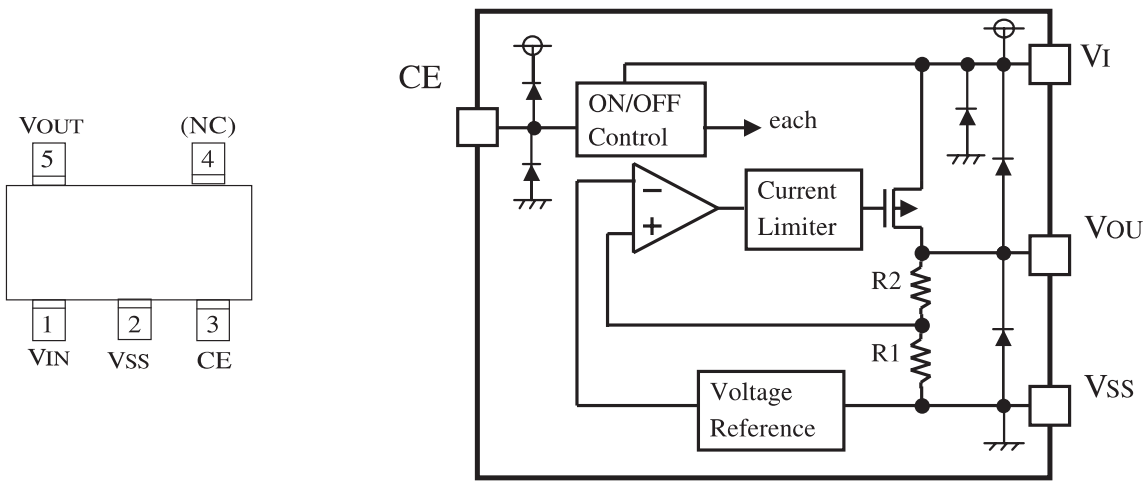 VOUT
(NC)
5
4
1
2
3
VIN
VSS
CE
CE
ON/OFF
Control
each
VI
−
+
Current
Limiter
VOU
R2
R1
Voltage
Reference
VSS